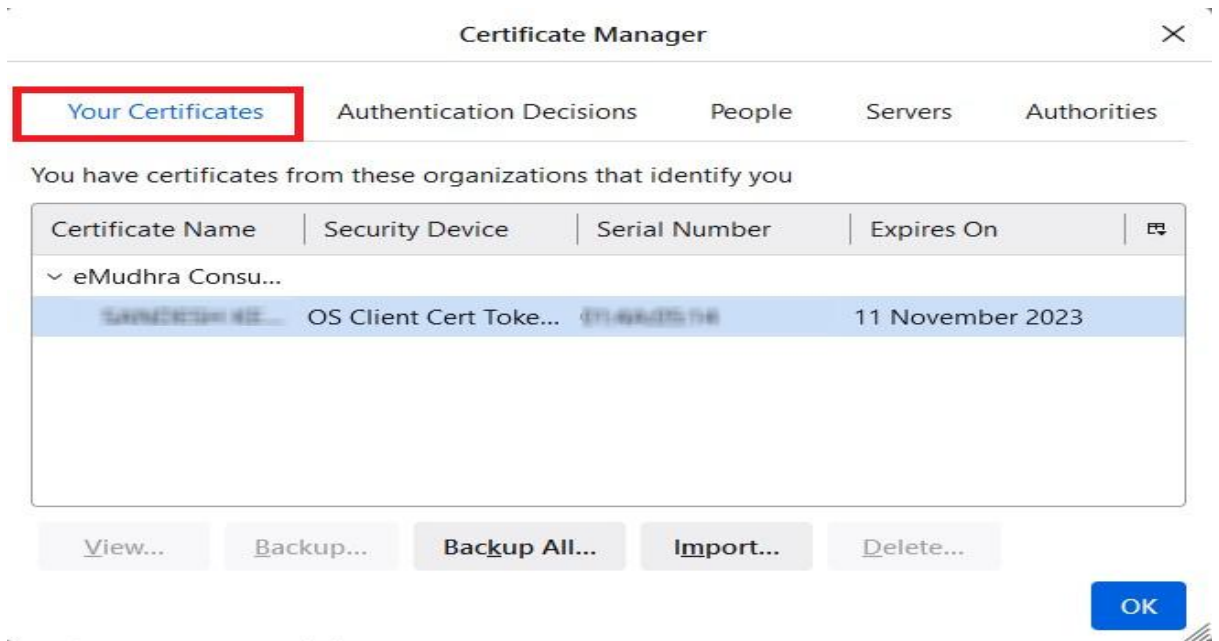 Certificate Manager
Your Certificates Authentication Decisions People Servers Authorities
You have certificates from these organizations that identify you
Certificate Name Security Device Serial Number Expires On
eMudhra Consu...
OS Client Cert Toke... 11 November 2023
View... Backup... Backup All... Import... Delete...
OK